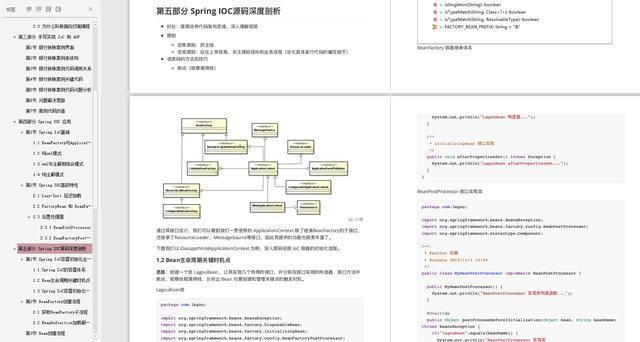 3.3 为什么叫做面向切面编程
第三部分 手写实现 IoC 和 AOP
第1节 银行转账案例界面
第2节 银行转账案例表结构
第3节 银行转账案例代码调用关系
第4节 银行转账案例关键代码
第5节 银行转账案例代码问题分析
第6节 问题解决思路
第7节 案例代码改造
第四部分 Spring IOC 应用
第1节 Spring IoC基础
1.2 纯xml模式
1.3 xml与注解相结合模式
1.4 纯注解模式
第2节 Spring IOC高级特性
2.1 lazy-Init 延迟加载
2.2 FactoryBean 和 BeanFa
2.3 后置处理器
第五部分 Spring IOC源码深度剖析
第1节 Spring IoC容器初始化主
1.1 Spring IoC的容器体系
1.2 Bean生命周期关键时机点
1.3 Spring IoC容器初始化
第2节 BeanFactory创建流程
2.1 获取BeanFactory子流程
2.2 BeanDefinition加载解
第3节 Bean创建流程
第五部分 Spring IOC源码深度剖析
好处：提高培养代码架构思维、深入理解框架
原则
定焦原则：抓主线
宏观原则：站在上帝视角，关注源码结构和业务流程（淡化具体某行代码的编写细节）
读源码的方法和技巧
断点（观察调用栈）
通过其接口设计，我们可以看到我们一贯使用的 ApplicationContext 除了继承BeanFactory的子接口，
还继承了ResourceLoader、MessageSource等接口，因此其提供的功能也就更丰富了。
下面我们以 ClasspathXmlApplicationContext 为例，深入源码说明 IoC 容器的初始化流程。
1.2 Bean生命周期关键时机点
思路：创建一个类 LagouBean ，让其实现几个特殊的接口，并分别在接口实现的构造器、接口方法中
断点，观察线程调用栈，分析出 Bean 对象创建和管理关键点的触发时机。
LagouBean类
package com.lagou;
import org.springframework.beans.BeansException;
import org.springframework.beans.factory.DisposableBean;
import org.springframework.beans.factory.InitializingBean;
import org.springframework.beans.factory.config.BeanFactoryPostProcessor;
isSingleton(String): boolean
isTypeMatch(String, Class<?>): boolean
isTypeMatch(String, ResolvableType): boolean
FACTORY_BEAN_PREFIX: String = "&"
BeanFactory 容器继承体系
System.out.println("LagouBean 构造器...");
}
/**
* InitializingBean 接口实现
*/
public void afterPropertiesSet() throws Exception {
System.out.println("LagouBean afterPropertiesSet...");
}
}
BeanPostProcessor 接口实现类
package com.lagou;
import org.springframework.beans.BeansException;
import org.springframework.beans.factory.config.BeanPostProcessor;
import org.springframework.stereotype.Component;
/**
* @Author 应癫
* @create 2019/12/3 16:59
*/
public class MyBeanPostProcessor implements BeanPostProcessor {
public MyBeanPostProcessor() {
System.out.println("BeanPostProcessor 实现类构造函数...");
}
@Override
public Object postProcessBeforeInitialization(Object bean, String beanName)
throws BeansException {
if("lagouBean".equals(beanName)) {
System.out.println("BeanPostProcessor 实现类